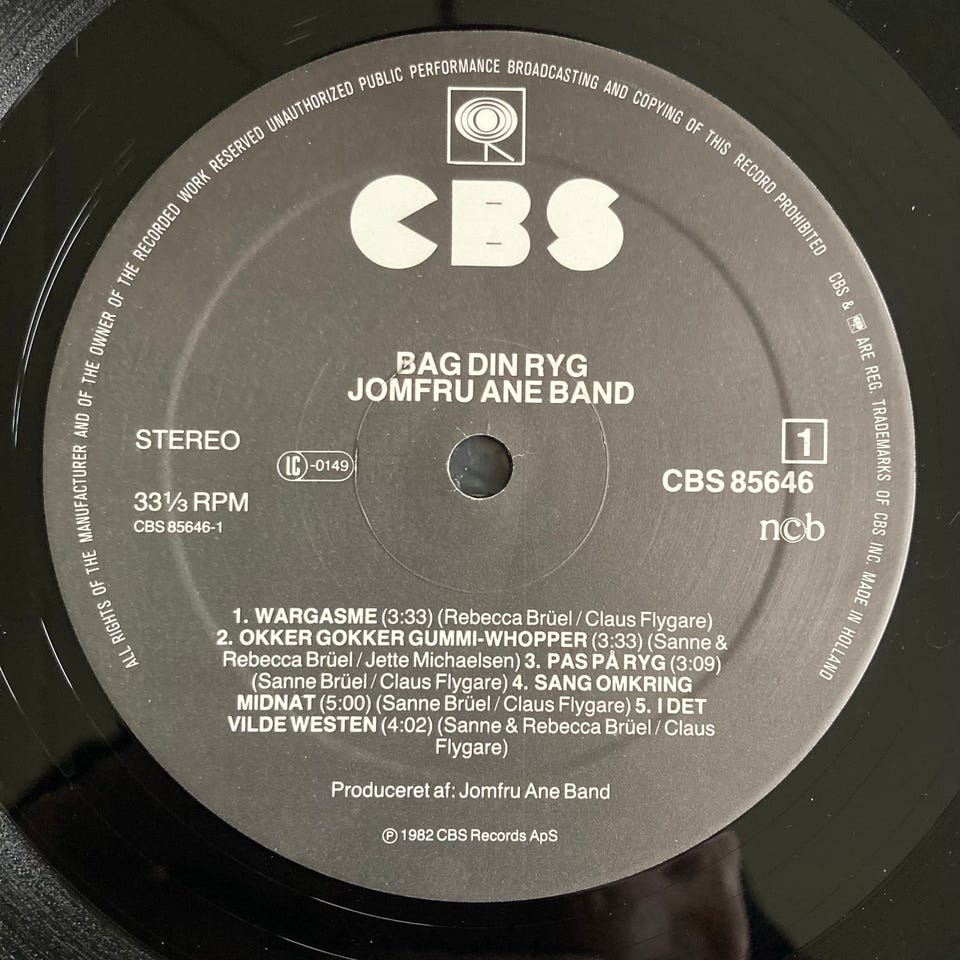 ALL RIGHTS OF THE MANUFACTURER AND OF THE OWNER OF THE RECORDED WORK RESERVED UNAUTHORIZED PUBLIC PERFORMANCE BROADCASTING AND COPYING OF THIS RECORD PROHIBITED CBS & ARE REG. TRADEMARKS OF CBS INC. MADE IN HOLLAND
CBS
BAG DIN RYG
JOMFRU ANE BAND
STEREO
LC-0149
33⅓ RPM
CBS 85646-1
1
CBS 85646
ncb
1. WARGASME (3:33) (Rebecca Brüel / Claus Flygare)
2. OKKER GOKKER GUMMI-WHOPPER (3:33) (Sanne &
Rebecca Brüel / Jette Michaelsen) 3. PAS PÅ RYG (3:09)
(Sanne Brüel / Claus Flygare) 4. SANG OMKRING
MIDNAT (5:00) (Sanne Brüel / Claus Flygare) 5. I DET
VILDE WESTEN (4:02) (Sanne & Rebecca Brüel / Claus
Flygare)
Produceret af: Jomfru Ane Band
℗ 1982 CBS Records ApS